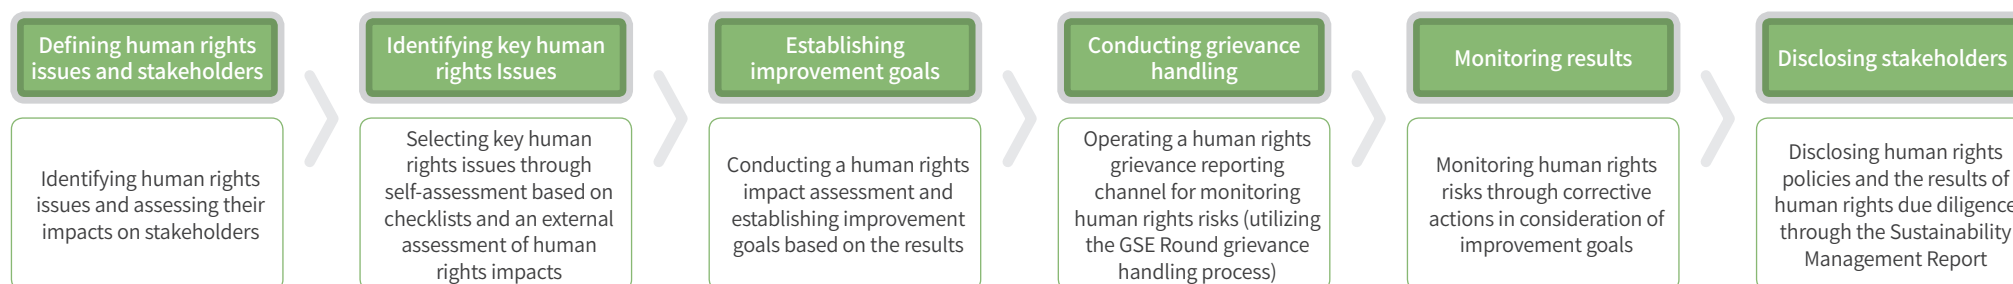 Defining human rights
issues and stakeholders
Identifying human rights
issues and assessing their
impacts on stakeholders
Identifying key human
rights Issues
Selecting key human
rights issues through
self-assessment based on
checklists and an external
assessment of human
rights impacts
Establishing
improvement goals
Conducting a human rights
impact assessment and
establishing improvement
goals based on the results
Conducting grievance
handling
Operating a human rights
grievance reporting
channel for monitoring
human rights risks (utilizing
the GSE Round grievance
handling process)
Monitoring results
Monitoring human rights
risks through corrective
actions in consideration of
improvement goals
Disclosing stakeholders
Disclosing human rights
policies and the results of
human rights due diligence
through the Sustainability
Management Report